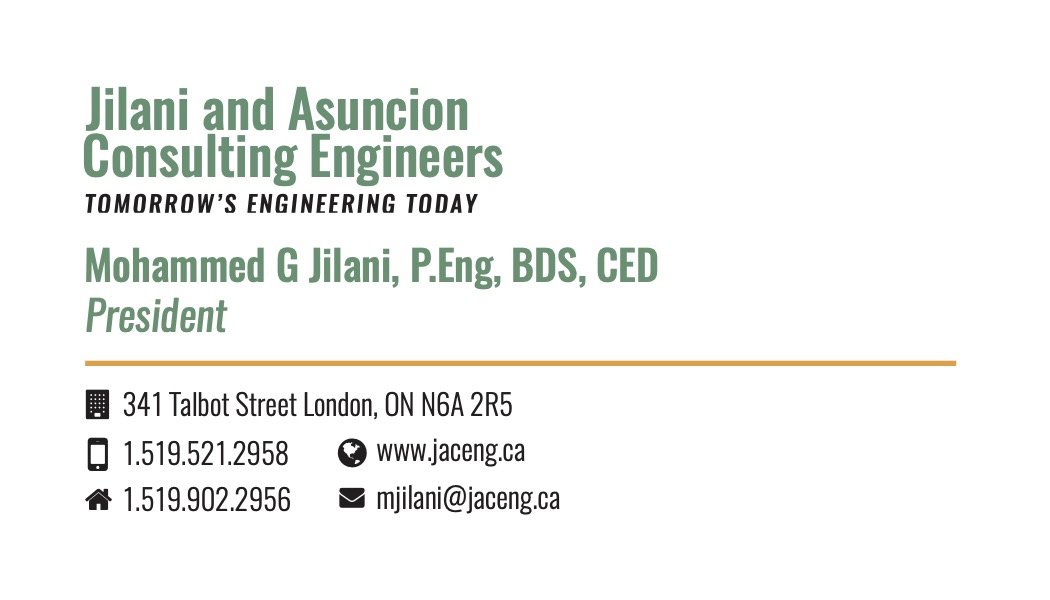 Jilani and Asuncion
Consulting Engineers
TOMORROW'S ENGINEERING TODAY
Mohammed G Jilani, P.Eng, BDS, CED
President
341 Talbot Street London, ON N6A 2R5
1.519.521.2958 www.jaceng.ca
1.519.902.2956 mjilani@jaceng.ca